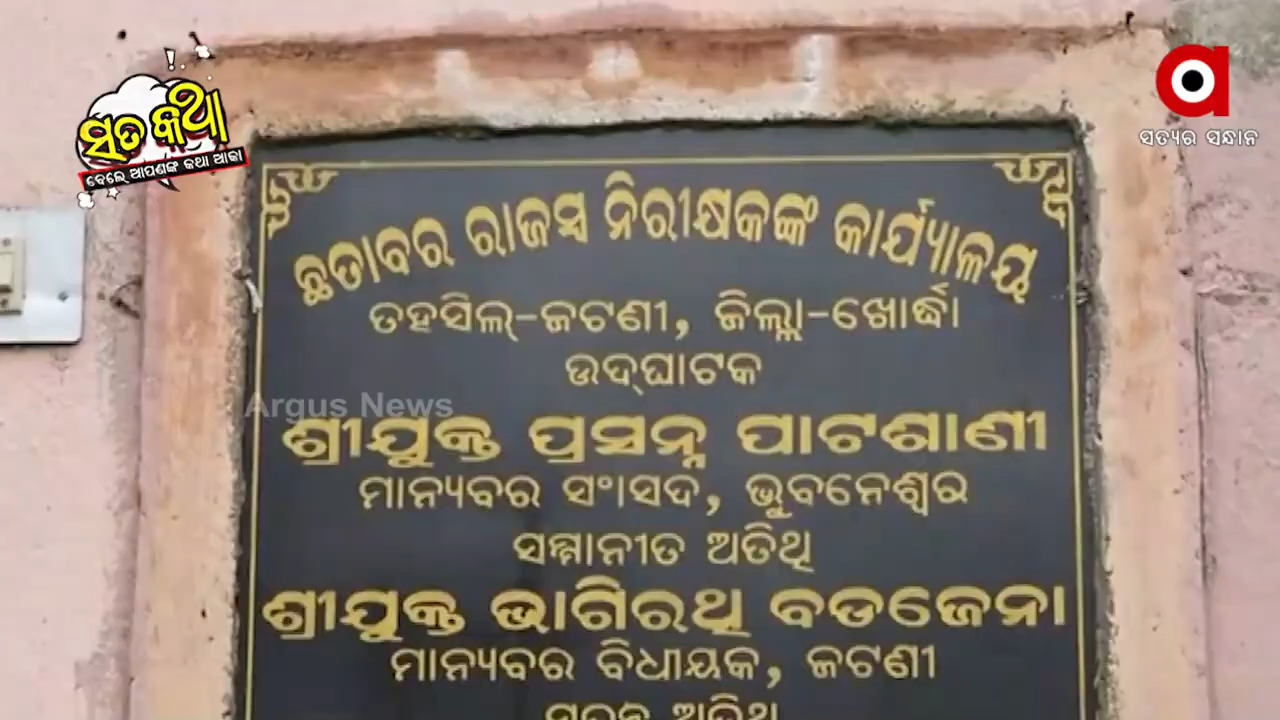 ସତ କଥା
ବେଲେ ଆପଣଙ୍କ କଥା ଆକା
ସତ୍ୟର ସନ୍ଧାନ
ଛତାବର ରାଜସ୍ୱ ନିରୀକ୍ଷକଙ୍କ କାର୍ଯ୍ୟାଳୟ
ତହସିଲ୍-ଜଟଣୀ, ଜିଲ୍ଲା-ଖୋର୍ଦ୍ଧା
ଉଦ୍‌ଘାଟକ
Argus News
ଶ୍ରୀଯୁକ୍ତ ପ୍ରସନ୍ନ ପାଟଶାଣୀ
ମାନ୍ୟବର ସଂାସଦ, ଭୁବନେଶ୍ୱର
ସମ୍ମାନୀତ ଅତିଥି
ଶ୍ରୀଯୁକ୍ତ ଭାଗିରଥି ବଡଜେନା
ମାନ୍ୟବର ବିଧାୟକ, ଜଟଣୀ